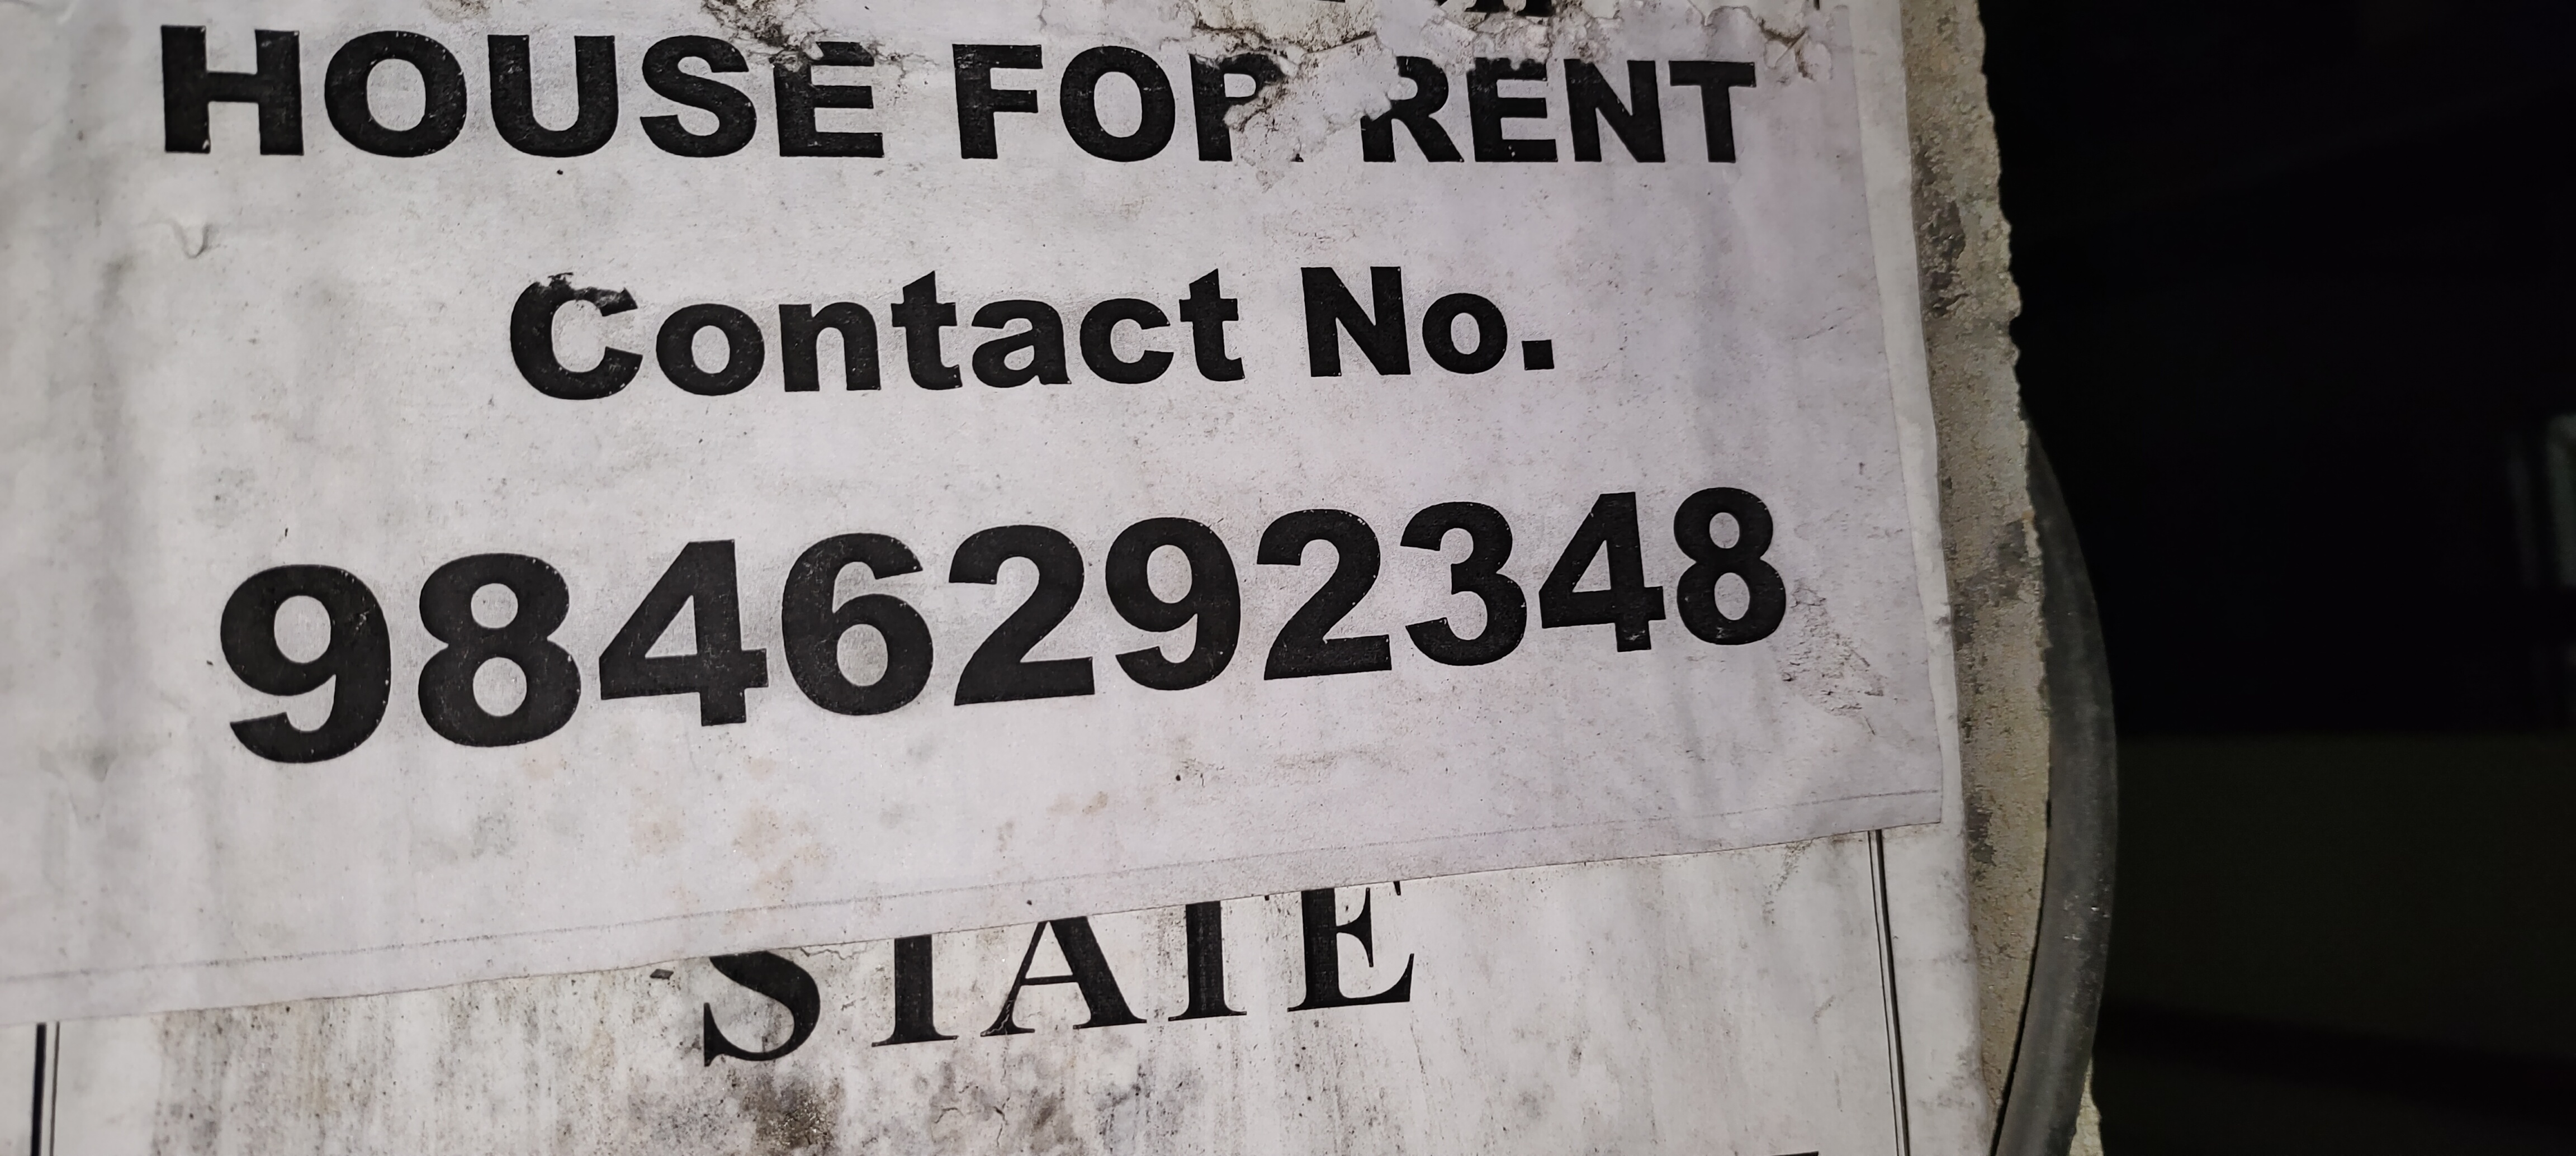 HOUSE FOR RENT
Contact No.
9846292348
STATE